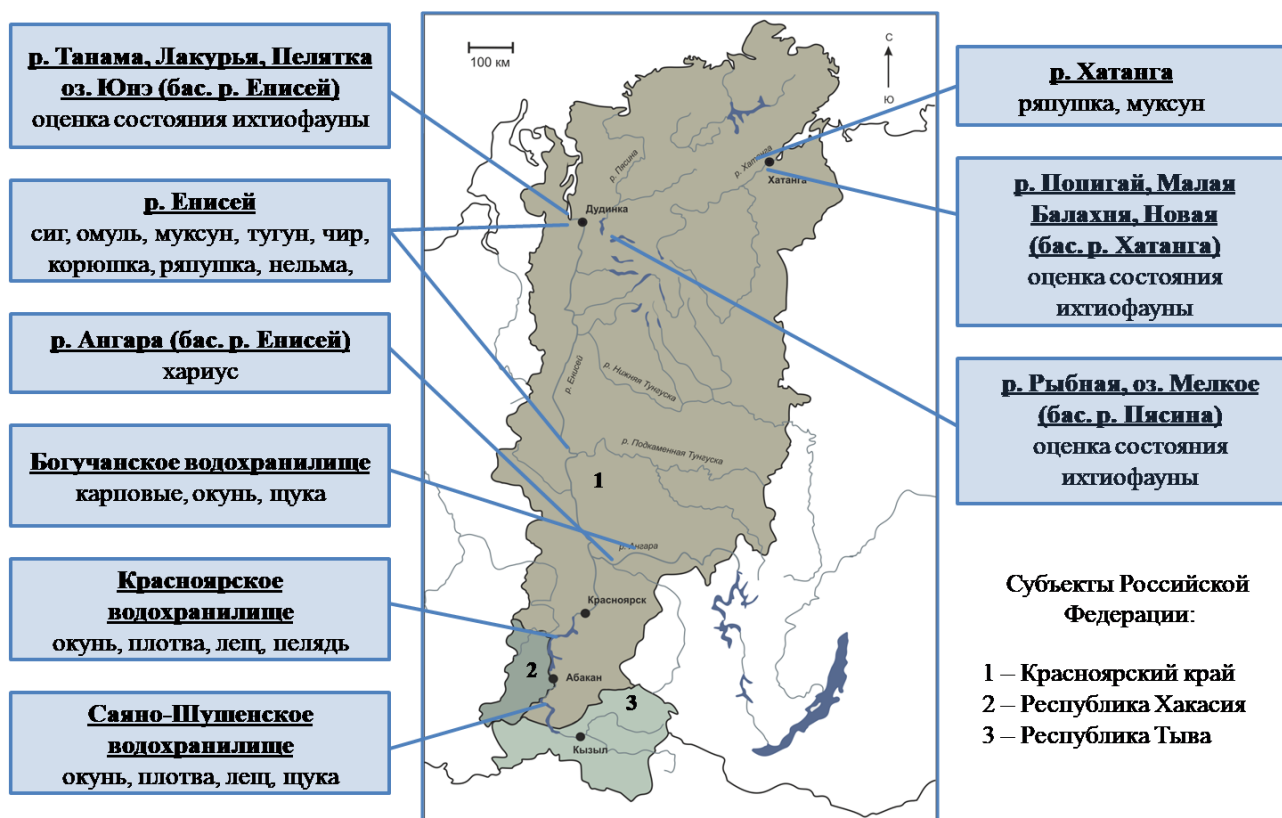 р. Танама, Лакурья, Пелятка
оз. Юнэ (бас. р. Енисей)
оценка состояния ихтиофауны
р. Енисей
сиг, омуль, муксун, тугун, чир,
корюшка, ряпушка, нельма,
р. Ангара (бас. р. Енисей)
хариус
Богучанское водохранилище
карповые, окунь, щука
Красноярское
водохранилище
окунь, плотва, лещ, пелядь
Саяно-Шушенское
водохранилище
окунь, плотва, лещ, щука
100 км
С
Ю
р. Пясина
р. Хатанга
Хатанга
Дудинка
р. Енисей
р. Нижняя Тунгуска
р. Подкаменная Тунгуска
1
р. Ангара
Красноярск
2
Абакан
3
Кызыл
р. Хатанга
ряпушка, муксун
р. Попигай, Малая
Балахня, Новая
(бас. р. Хатанга)
оценка состояния
ихтиофауны
р. Рыбная, оз. Мелкое
(бас. р. Пясина)
оценка состояния
ихтиофауны
Субъекты Российской
Федерации:
1 – Красноярский край
2 – Республика Хакасия
3 – Республика Тыва